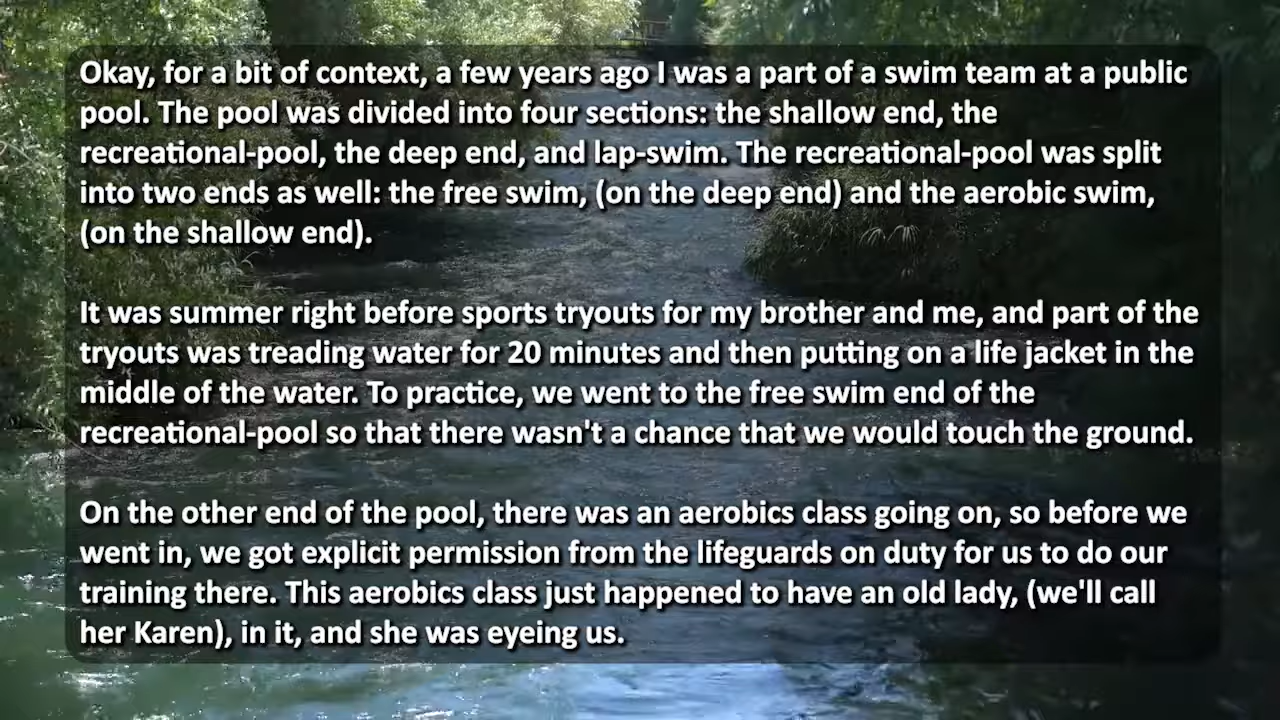 Okay, for a bit of context, a few years ago I was a part of a swim team at a public
pool. The pool was divided into four sections: the shallow end, the
recreational-pool, the deep end, and lap-swim. The recreational-pool was split
into two ends as well: the free swim, (on the deep end) and the aerobic swim,
(on the shallow end).
It was summer right before sports tryouts for my brother and me, and part of the
tryouts was treading water for 20 minutes and then putting on a life jacket in the
middle of the water. To practice, we went to the free swim end of the
recreational-pool so that there wasn't a chance that we would touch the ground.
On the other end of the pool, there was an aerobics class going on, so before we
went in, we got explicit permission from the lifeguards on duty for us to do our
training there. This aerobics class just happened to have an old lady, (we'll call
her Karen), in it, and she was eyeing us.